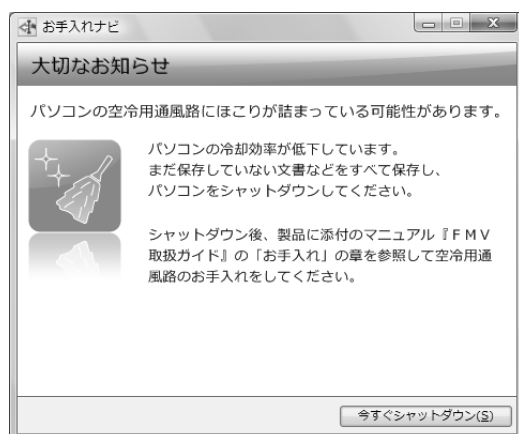 お手入れナビ
大切なお知らせ
パソコンの空冷用通風路にほこりが詰まっている可能性があります。
パソコンの冷却効率が低下しています。
まだ保存していない文書などをすべて保存し、
パソコンをシャットダウンしてください。
シャットダウン後、製品に添付のマニュアル『ＦＭＶ
取扱ガイド』の「お手入れ」の章を参照して空冷用通
風路のお手入れをしてください。
今すぐシャットダウン(S)